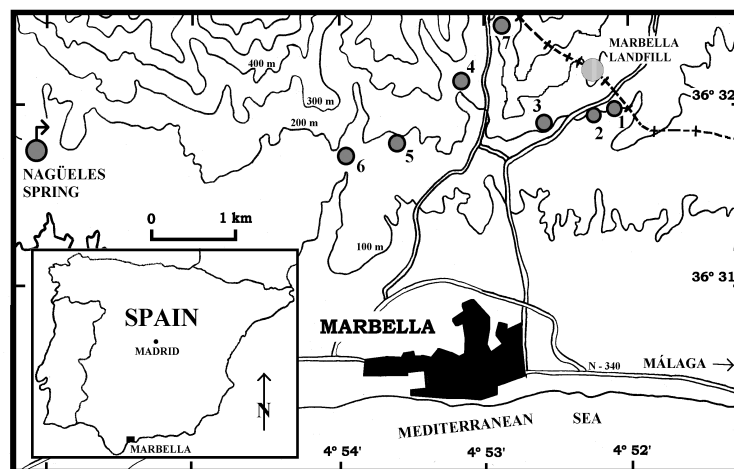 7
MARBELLA
LANDFILL
4
400 m
36° 32
300 m
3
2
1
200 m
5
6
NAGÜELES
SPRING
0 1 km
100 m
36° 31
SPAIN
MADRID
N
MARBELLA
MARBELLA
N - 340
MÁLAGA
MEDITERRANEAN SEA
4° 54'
4° 53'
4° 52'